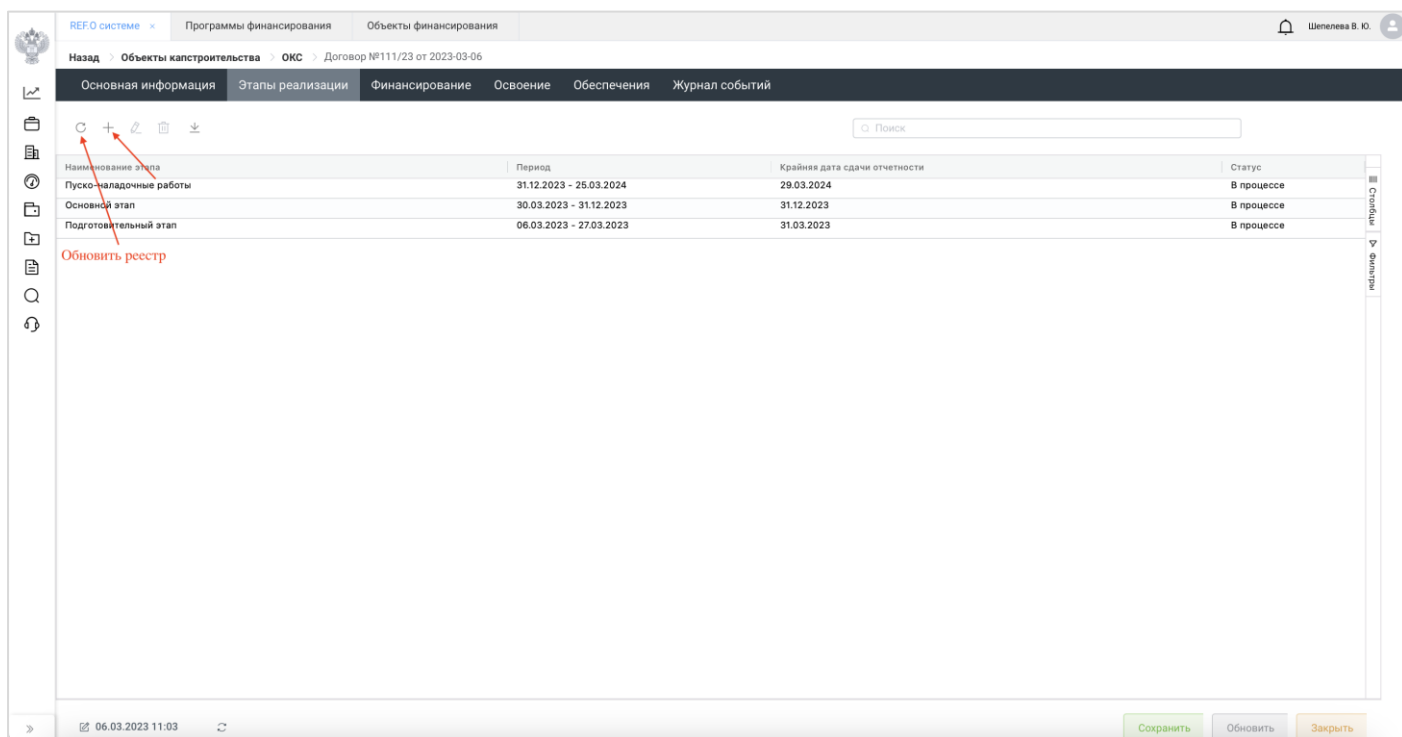 REF.O системе × Программы финансирования Объекты финансирования Шепелева В. Ю.
Назад > Объекты капстроительства > ОКС > Договор №111/23 от 2023-03-06
Основная информация Этапы реализации Финансирование Освоение Обеспечения Журнал событий
Поиск
Наименование этапа Период Крайняя дата сдачи отчетности Статус
Пуско-наладочные работы 31.12.2023 - 25.03.2024 29.03.2024 В процессе
Основной этап 30.03.2023 - 31.12.2023 31.12.2023 В процессе
Подготовительный этап 06.03.2023 - 27.03.2023 31.03.2023 В процессе
Столбцы
Фильтры
Обновить реестр
06.03.2023 11:03 Сохранить Обновить Закрыть